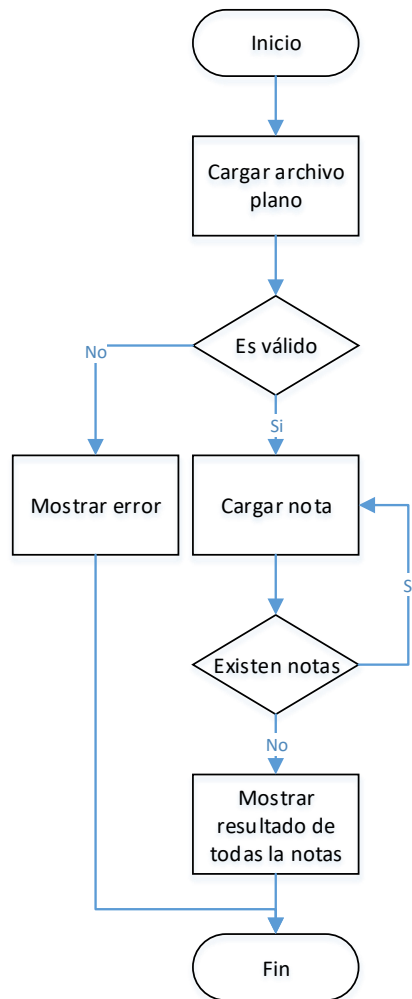 Inicio
Cargar archivo
plano
Es válido
No
Si
Mostrar error
Cargar nota
S
Existen notas
No
Mostrar
resultado de
todas la notas
Fin